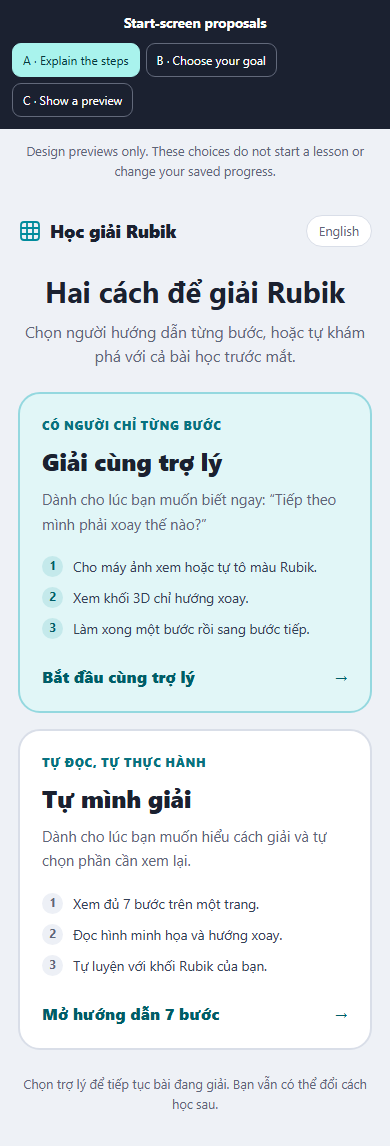 Start-screen proposals
A · Explain the steps
B · Choose your goal
C · Show a preview
Design previews only. These choices do not start a lesson or
change your saved progress.
Học giải Rubik
English
Hai cách để giải Rubik
Chọn người hướng dẫn từng bước, hoặc tự khám
phá với cả bài học trước mắt.
CÓ NGƯỜI CHỈ TỪNG BƯỚC
Giải cùng trợ lý
Dành cho lúc bạn muốn biết ngay: “Tiếp theo
mình phải xoay thế nào?”
1 Cho máy ảnh xem hoặc tự tô màu Rubik.
2 Xem khối 3D chỉ hướng xoay.
3 Làm xong một bước rồi sang bước tiếp.
Bắt đầu cùng trợ lý →
TỰ ĐỌC, TỰ THỰC HÀNH
Tự mình giải
Dành cho lúc bạn muốn hiểu cách giải và tự
chọn phần cần xem lại.
1 Xem đủ 7 bước trên một trang.
2 Đọc hình minh họa và hướng xoay.
3 Tự luyện với khối Rubik của bạn.
Mở hướng dẫn 7 bước →
Chọn trợ lý để tiếp tục bài đang giải. Bạn vẫn có thể đổi cách
học sau.